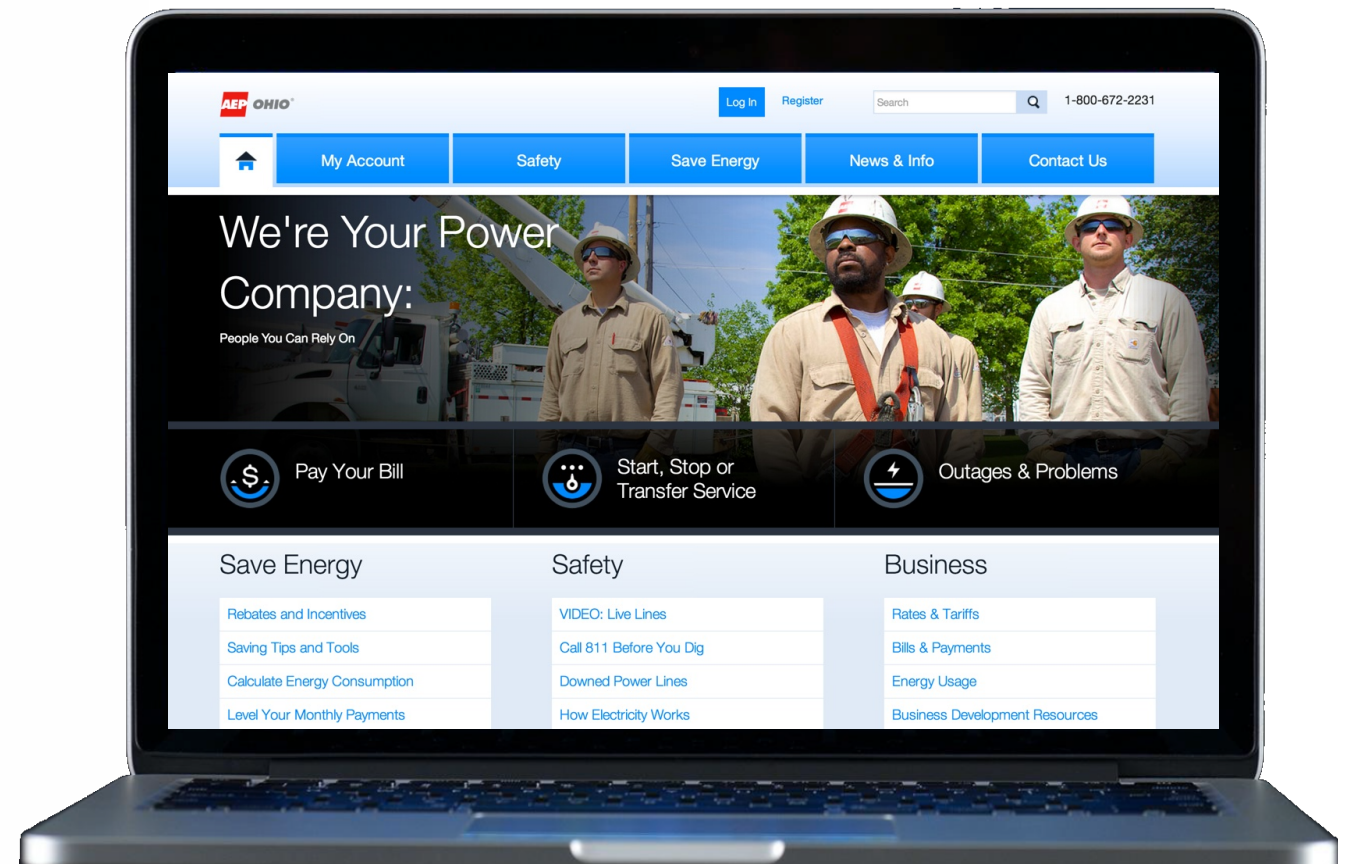 AEP OHIO
Log In
Register
Search
1-800-672-2231
My Account
Safety
Save Energy
News & Info
Contact Us
We're Your Power
Company:
People You Can Rely On
Pay Your Bill
Start, Stop or
Transfer Service
Outages & Problems
Save Energy
Rebates and Incentives
Saving Tips and Tools
Calculate Energy Consumption
Level Your Monthly Payments
Safety
VIDEO: Live Lines
Call 811 Before You Dig
Downed Power Lines
How Electricity Works
Business
Rates & Tariffs
Bills & Payments
Energy Usage
Business Development Resources